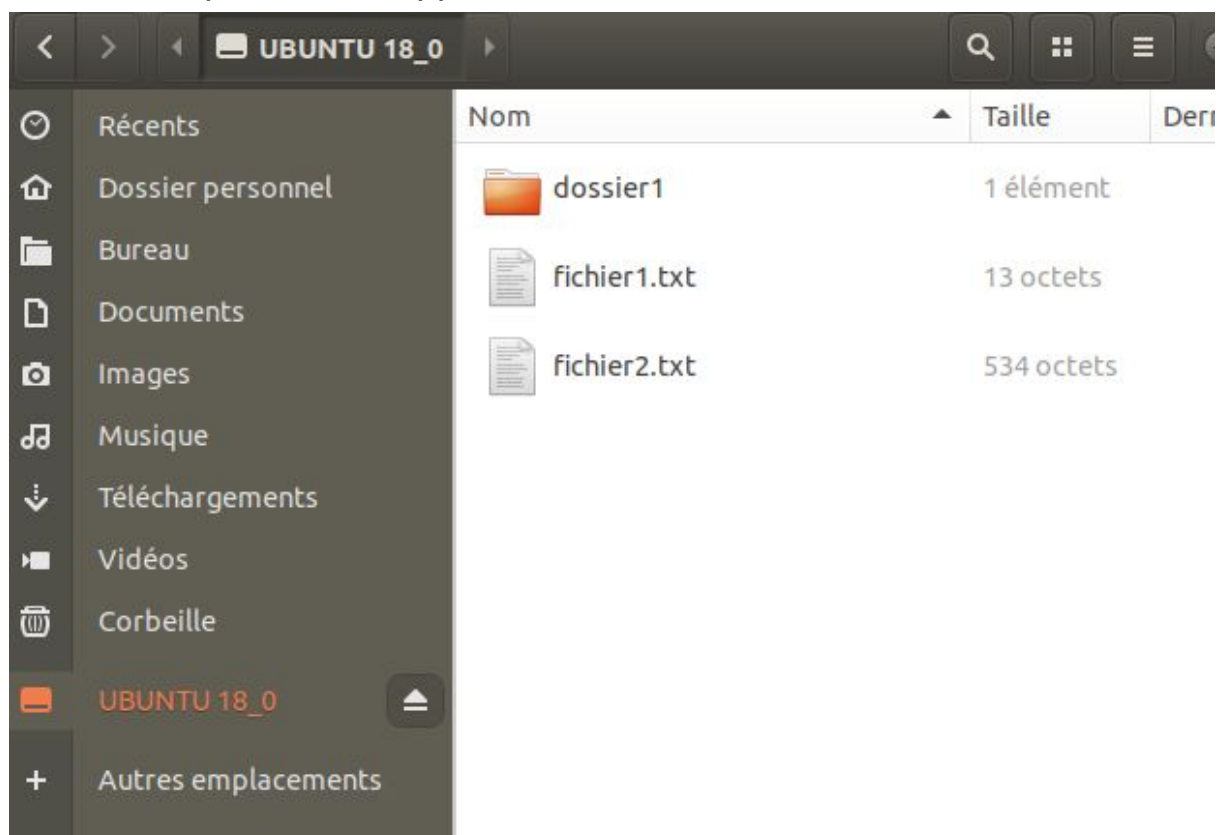 UBUNTU 18_0
Récents
Dossier personnel
Bureau
Documents
Images
Musique
Téléchargements
Vidéos
Corbeille
UBUNTU 18_0
Autres emplacements
Nom Taille Derr
dossier1 1 élément
fichier1.txt 13 octets
fichier2.txt 534 octets